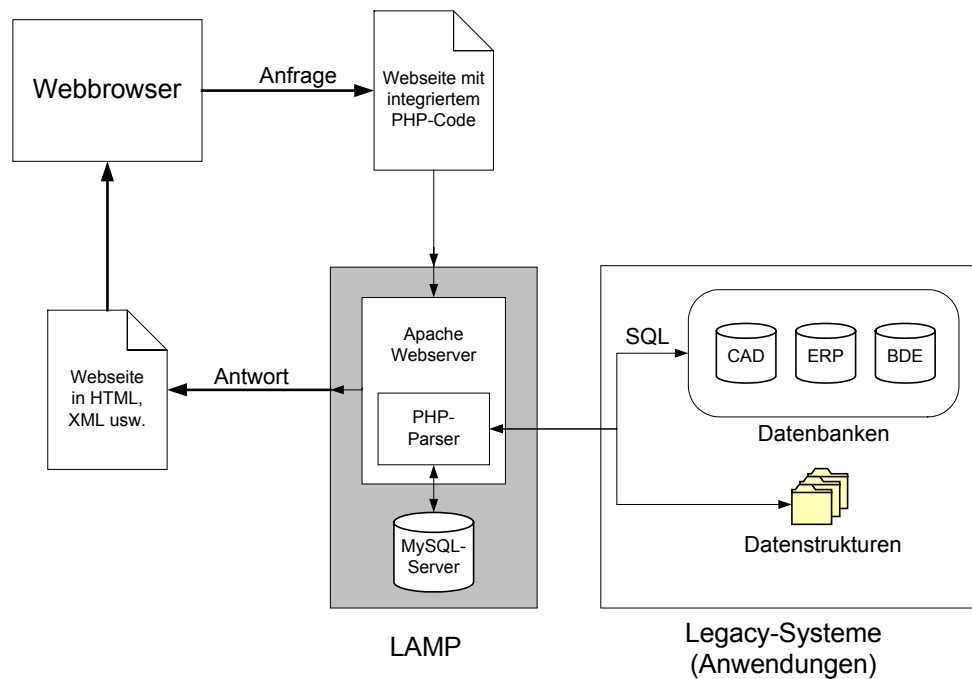 Webbrowser
Anfrage
Webseite mit
integriertem
PHP-Code
Apache
Webserver
SQL
CAD
ERP
BDE
Webseite
in HTML,
XML usw.
Antwort
PHP-
Parser
Datenbanken
MySQL-
Server
Datenstrukturen
LAMP
Legacy-Systeme
(Anwendungen)